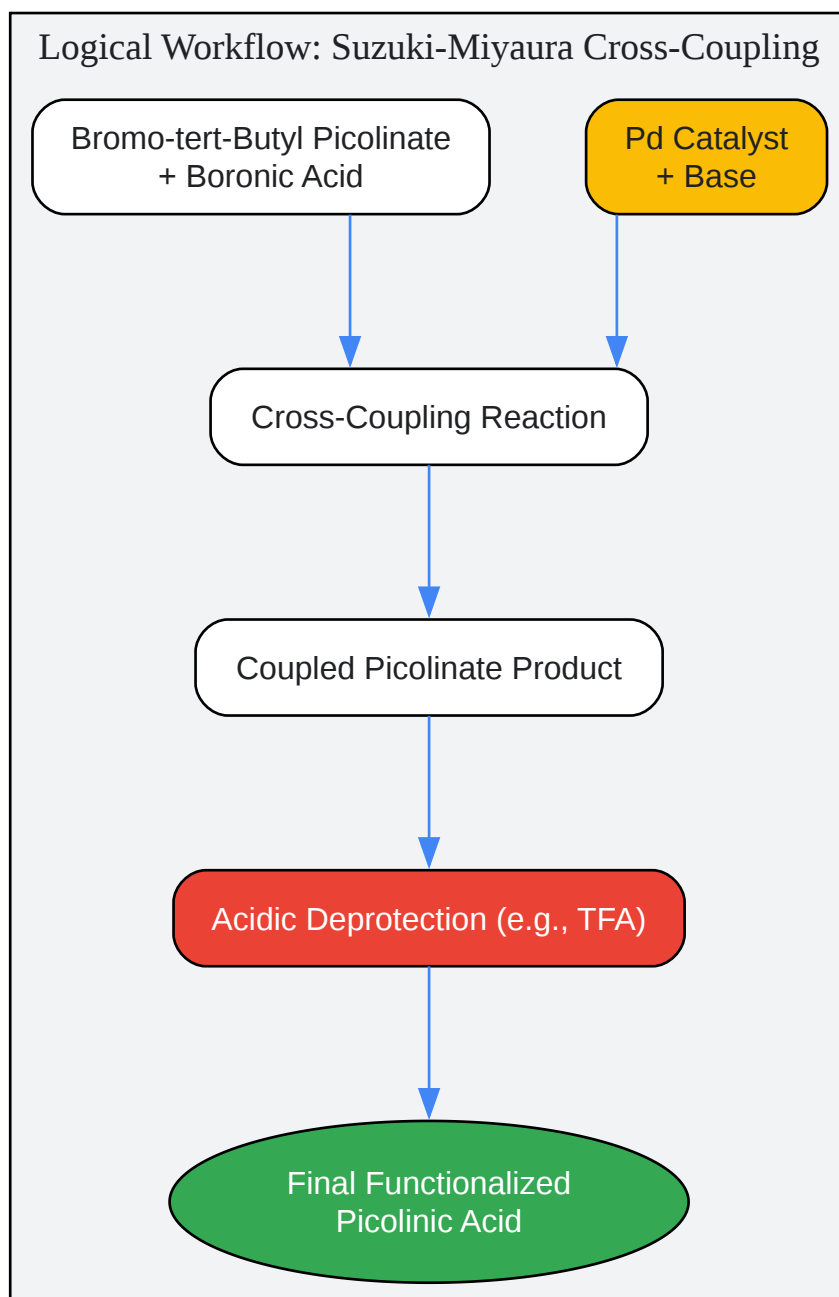 Logical Workflow: Suzuki-Miyaura Cross-Coupling
Bromo-tert-Butyl Picolinate
+ Boronic Acid
Pd Catalyst
+ Base
Cross-Coupling Reaction
Coupled Picolinate Product
Acidic Deprotection (e.g., TFA)
Final Functionalized
Picolinic Acid